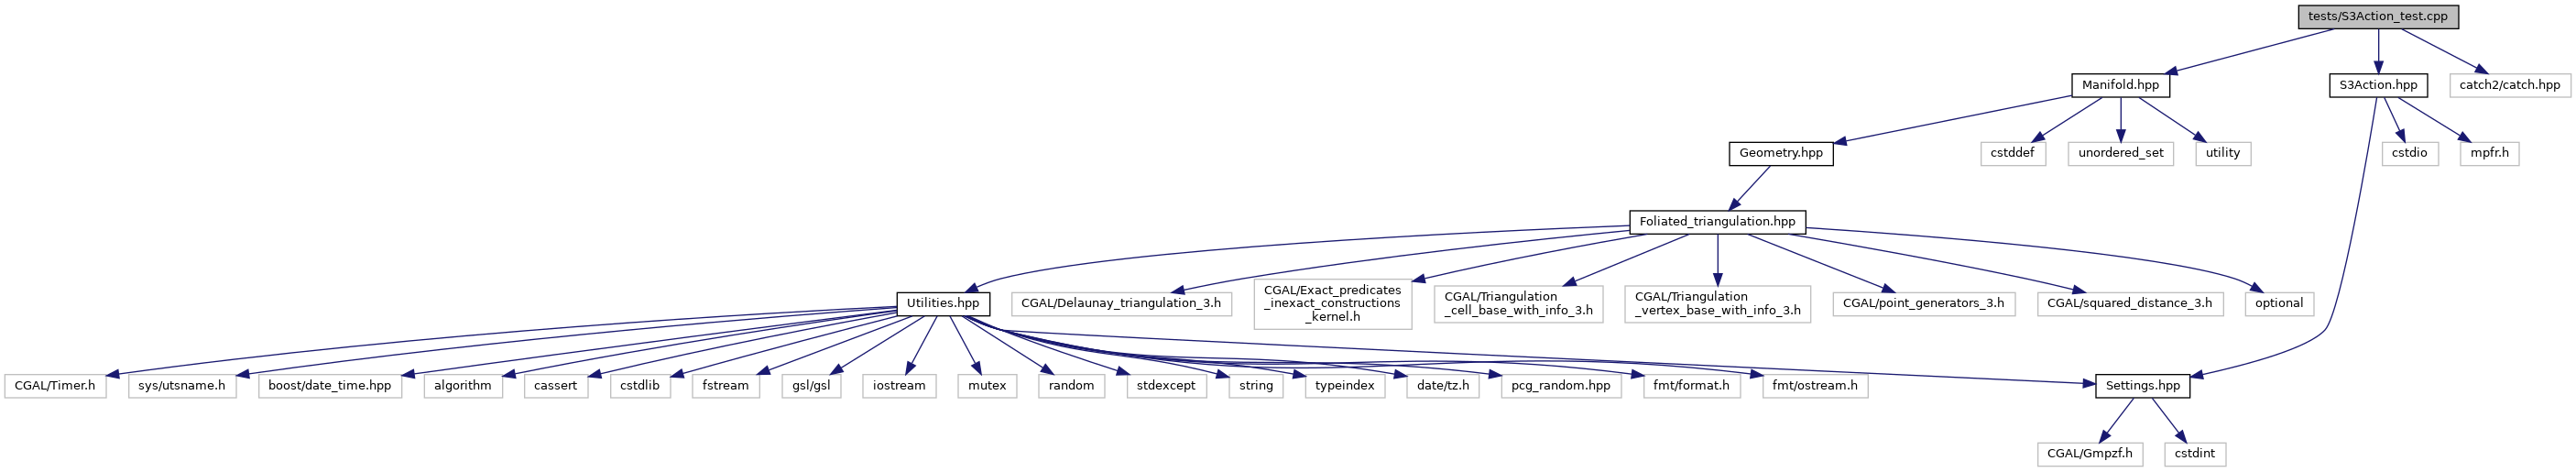 tests/S3Action_test.cpp
Manifold.hpp
S3Action.hpp
catch2/catch.hpp
Geometry.hpp
cstddef
unordered_set
utility
cstdio
mpfr.h
Foliated_triangulation.hpp
Utilities.hpp
CGAL/Delaunay_triangulation_3.h
CGAL/Exact_predicates
_inexact_constructions
_kernel.h
CGAL/Triangulation
_cell_base_with_info_3.h
CGAL/Triangulation
_vertex_base_with_info_3.h
CGAL/point_generators_3.h
CGAL/squared_distance_3.h
optional
CGAL/Timer.h
sys/utsname.h
boost/date_time.hpp
algorithm
cassert
cstdlib
fstream
gsl/gsl
iostream
mutex
random
stdexcept
string
typeindex
date/tz.h
pcg_random.hpp
fmt/format.h
fmt/ostream.h
Settings.hpp
CGAL/Gmpzf.h
cstdint